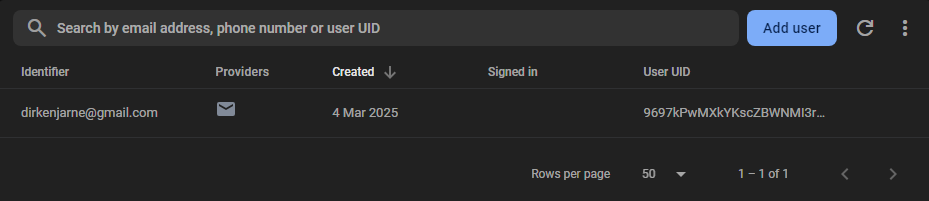 Search by email address, phone number or user UID Add user
Identifier Providers Created Signed in User UID
dirkenjarne@gmail.com 4 Mar 2025 9697kPwMXkYKscZBWNMI3r…
Rows per page 50 1 – 1 of 1